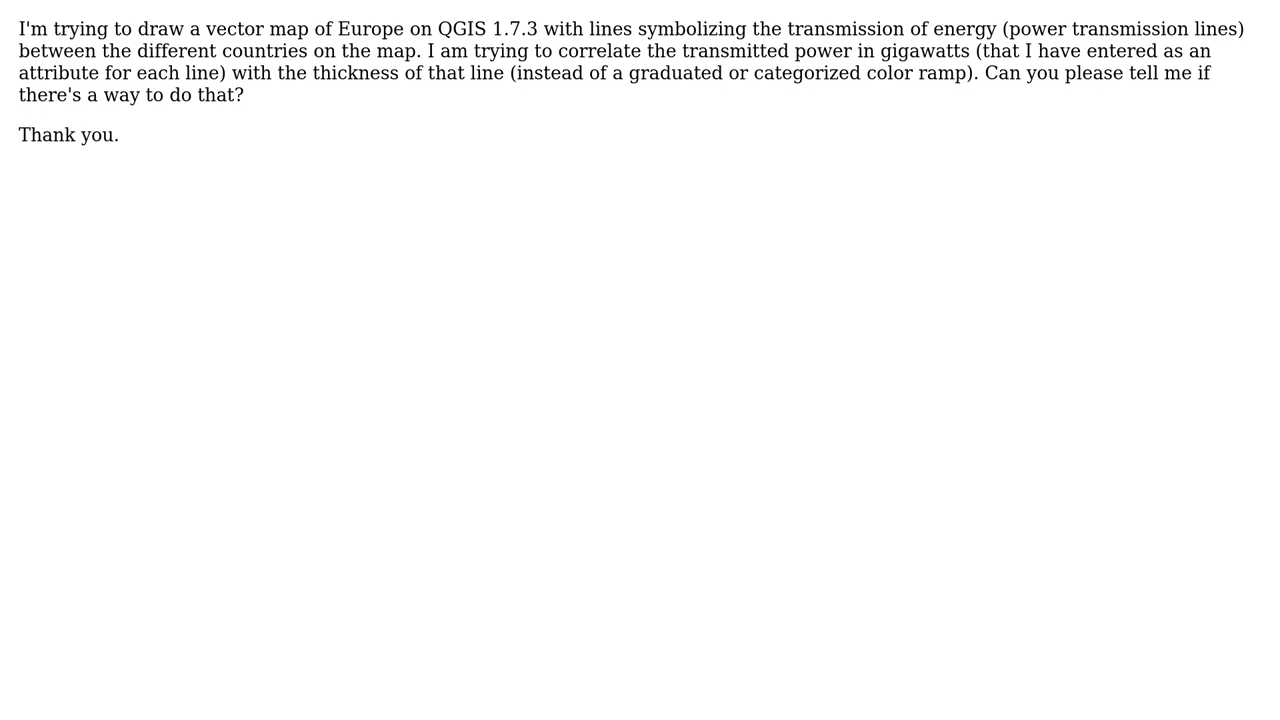 I'm trying to draw a vector map of Europe on QGIS 1.7.3 with lines symbolizing the transmission of energy (power transmission lines)
between the different countries on the map. I am trying to correlate the transmitted power in gigawatts (that I have entered as an
attribute for each line) with the thickness of that line (instead of a graduated or categorized color ramp). Can you please tell me if
there's a way to do that?
Thank you.